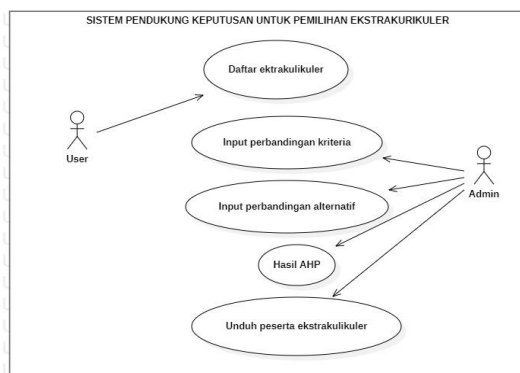 SISTEM PENDUKUNG KEPUTUSAN UNTUK PEMILIHAN EKSTRAKURIKULER
Daftar ektrakulikuler
User
Input perbandingan kriteria
Admin
Input perbandingan alternatif
Hasil AHP
Unduh peserta ekstrakulikuler